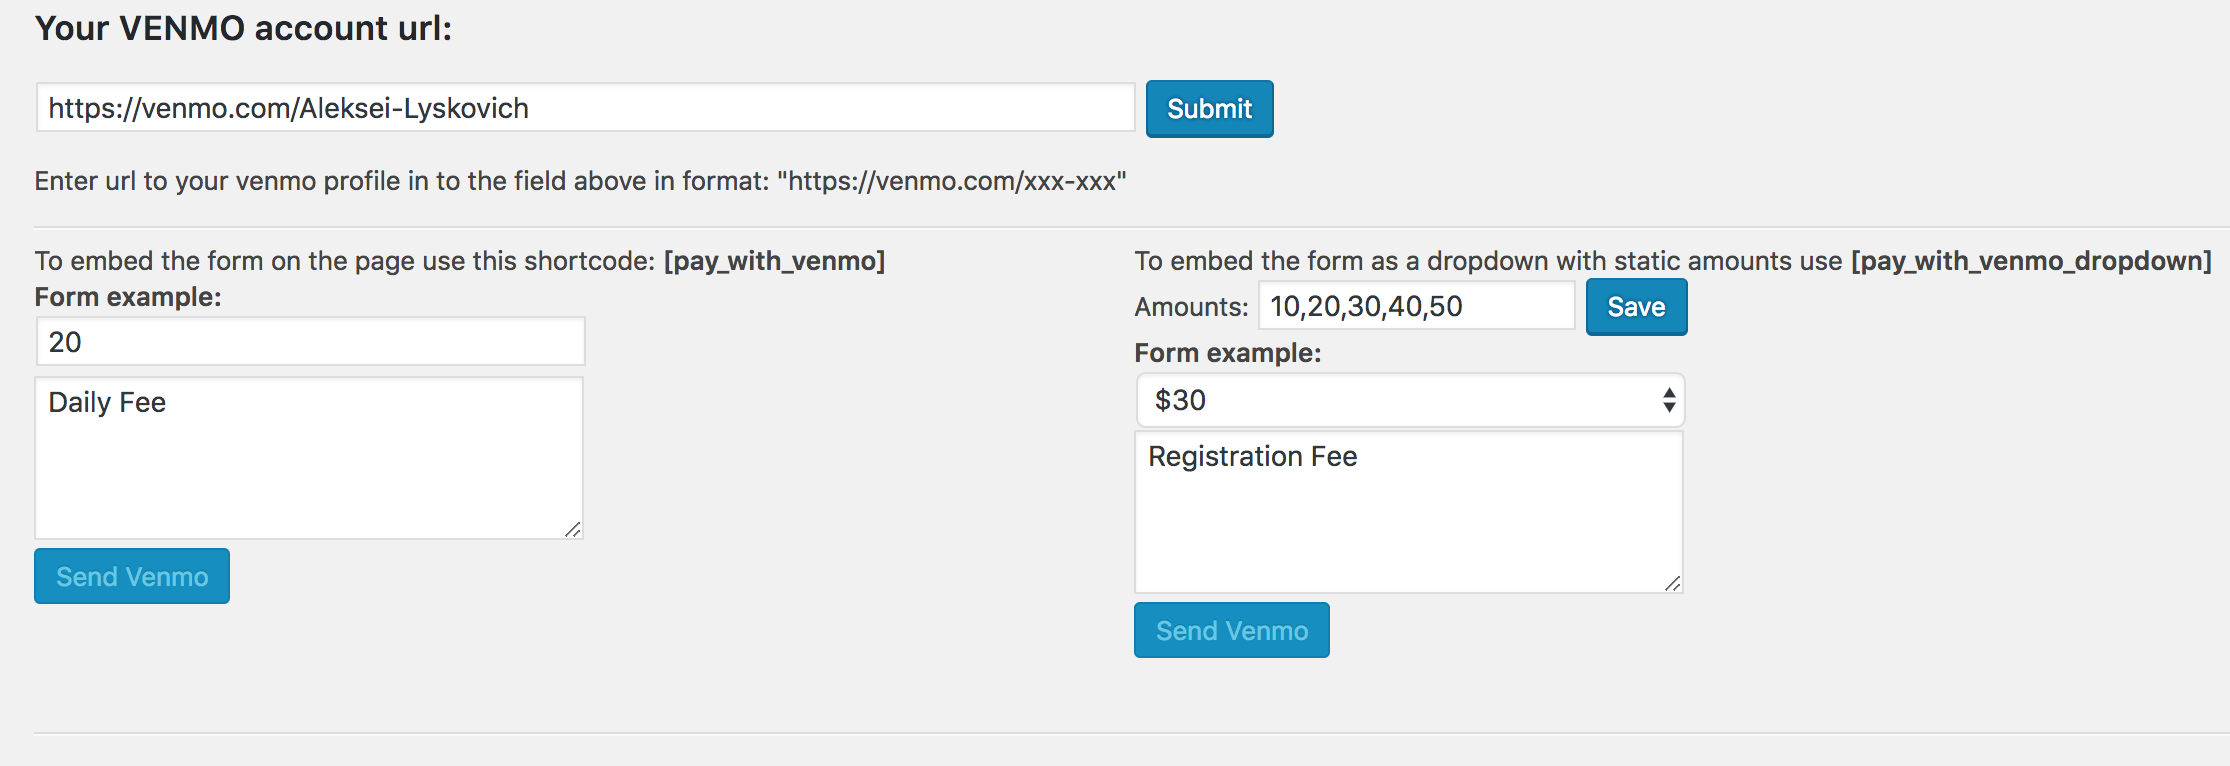 Your VENMO account url:
https://venmo.com/Aleksei-Lyskovich
Submit
Enter url to your venmo profile in to the field above in format: "https://venmo.com/xxx-xxx"
To embed the form on the page use this shortcode: [pay_with_venmo]
Form example:
20
Daily Fee
Send Venmo
To embed the form as a dropdown with static amounts use [pay_with_venmo_dropdown]
Amounts: 10,20,30,40,50 Save
Form example:
$30
Registration Fee
Send Venmo